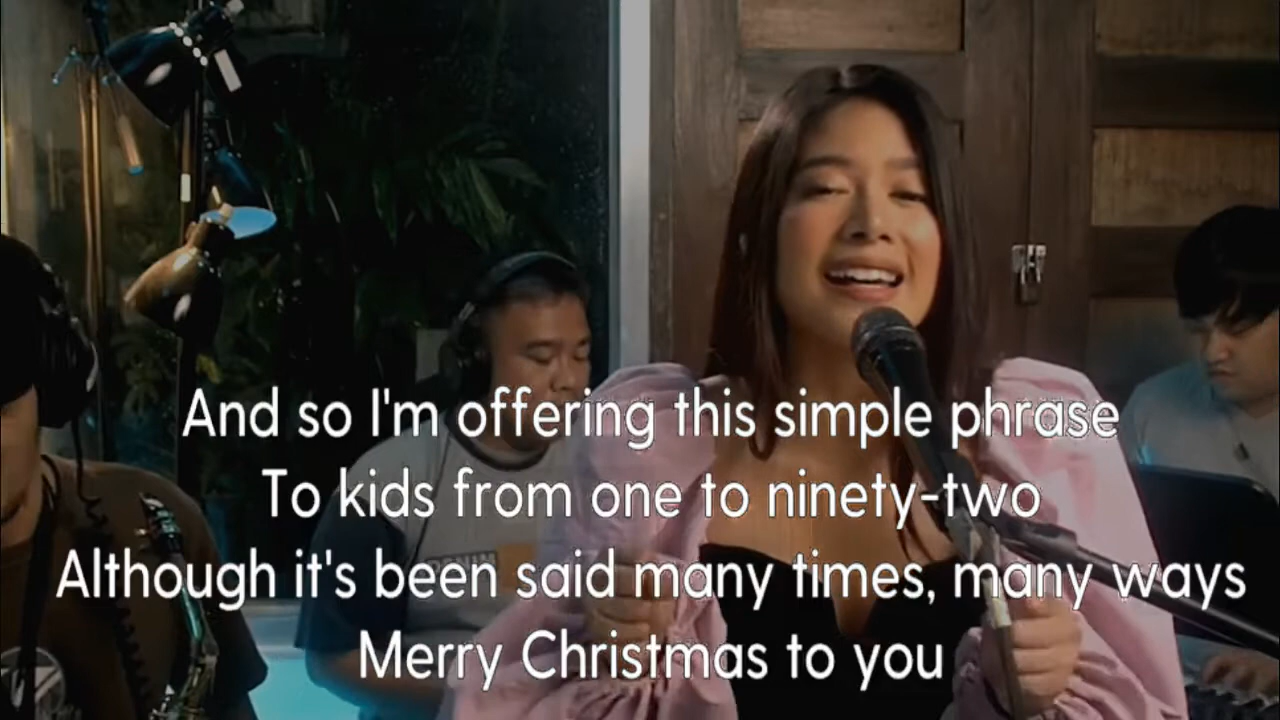 And so I'm offering this simple phrase
To kids from one to ninety-two
Although it's been said many times, many ways
Merry Christmas to you